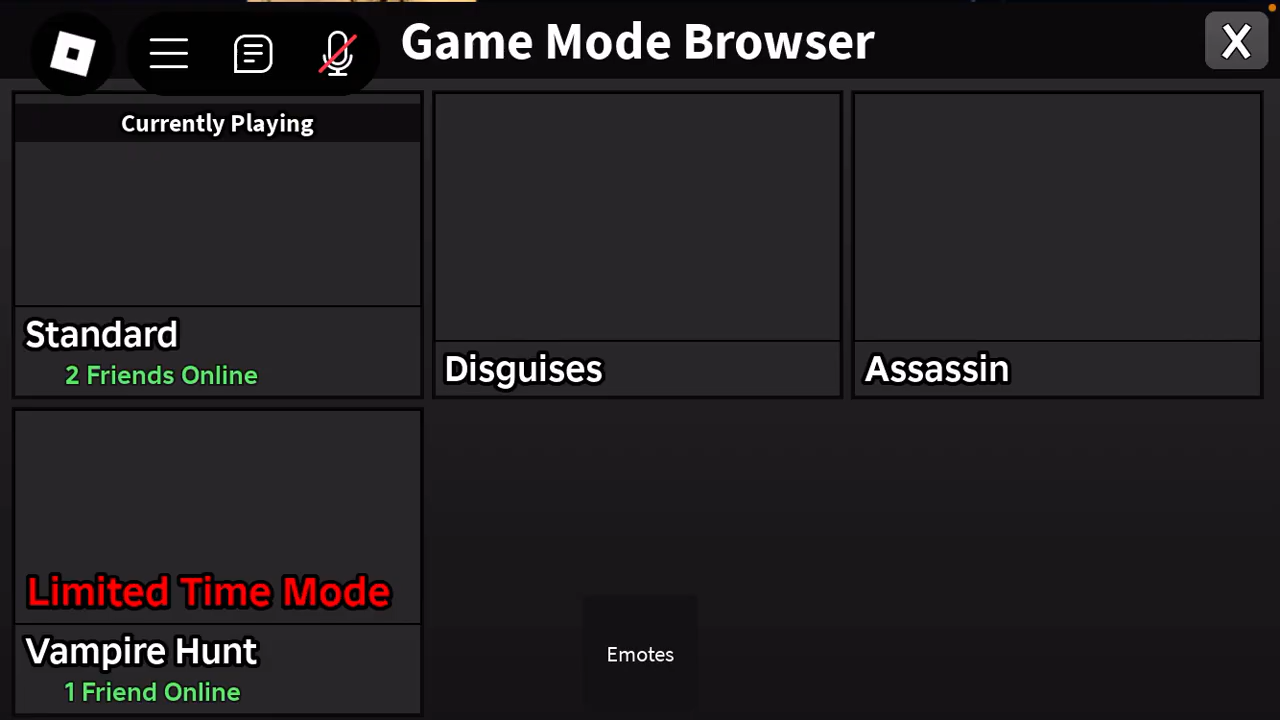 Game Mode Browser
X
Currently Playing
Standard
2 Friends Online
Disguises
Assassin
Limited Time Mode
Vampire Hunt
1 Friend Online
Emotes